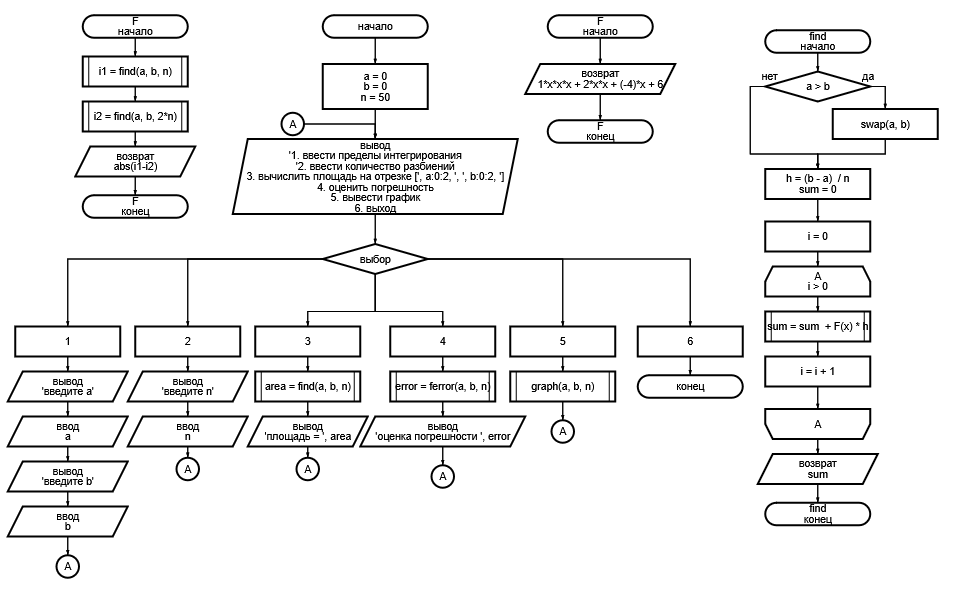 F
начало
i1 = find(a, b, n)
i2 = find(a, b, 2*n)
возврат
abs(i1-i2)
F
конец
начало
a = 0
b = 0
n = 50
A
вывод
'1. ввести пределы интегрирования
'2. ввести количество разбиений
3. вычислить площадь на отрезке [', a:0:2, ', ', b:0:2, ']
4. оценить погрешность
5. вывести график
6. выход
выбор
1
вывод
'введите a'
ввод
a
вывод
'введите b'
ввод
b
A
2
вывод
'введите n'
ввод
n
A
3
area = find(a, b, n)
вывод
'площадь = ', area
A
4
error = ferror(a, b, n)
вывод
'оценка погрешности ', error
A
5
graph(a, b, n)
A
6
конец
F
начало
возврат
1*x*x*x + 2*x*x + (-4)*x + 6
F
конец
find
начало
нет
да
a > b
swap(a, b)
h = (b - a) / n
sum = 0
i = 0
A
i > 0
sum = sum + F(x) * h
i = i + 1
A
возврат
sum
find
конец